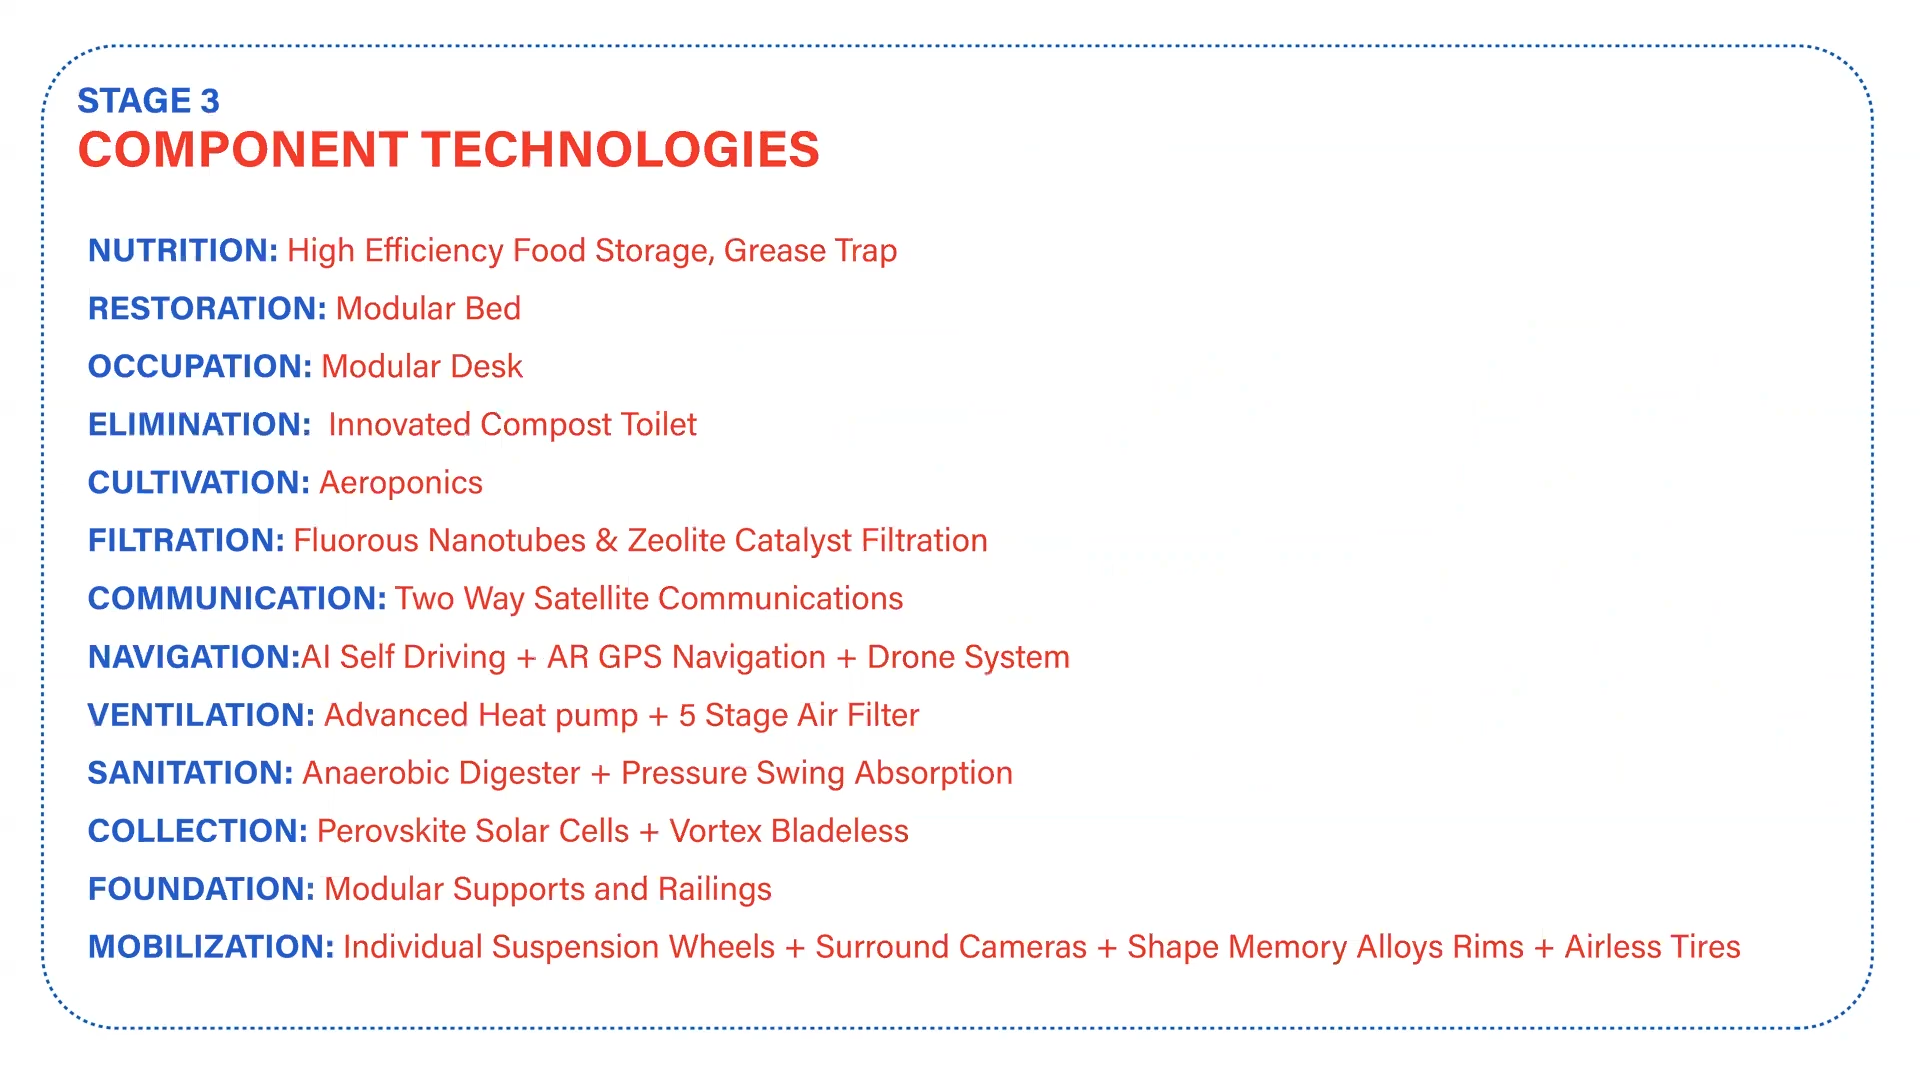 STAGE 3
COMPONENT TECHNOLOGIES
NUTRITION: High Efficiency Food Storage, Grease Trap
RESTORATION: Modular Bed
OCCUPATION: Modular Desk
ELIMINATION:  Innovated Compost Toilet
CULTIVATION: Aeroponics
FILTRATION: Fluorous Nanotubes & Zeolite Catalyst Filtration
COMMUNICATION: Two Way Satellite Communications
NAVIGATION:AI Self Driving + AR GPS Navigation + Drone System
VENTILATION: Advanced Heat pump + 5 Stage Air Filter
SANITATION: Anaerobic Digester + Pressure Swing Absorption
COLLECTION: Perovskite Solar Cells + Vortex Bladeless
FOUNDATION: Modular Supports and Railings
MOBILIZATION: Individual Suspension Wheels + Surround Cameras + Shape Memory Alloys Rims + Airless Tires